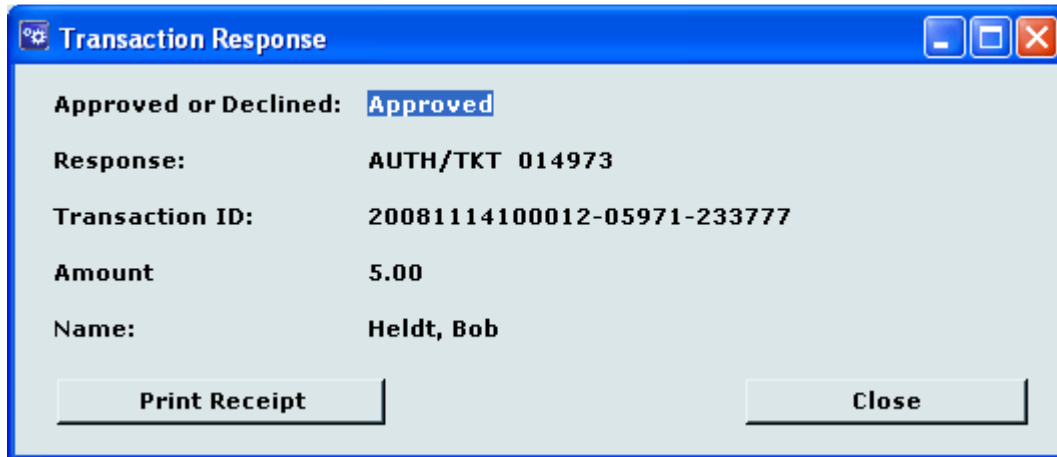 Transaction Response
Approved or Declined: Approved
Response: AUTH/TKT 014973
Transaction ID: 20081114100012-05971-233777
Amount 5.00
Name: Heldt, Bob
Print Receipt Close